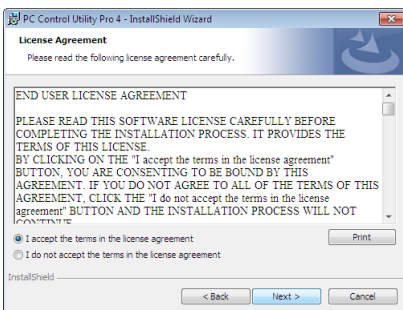 PC Control Utility Pro 4 - InstallShield Wizard
License Agreement
Please read the following license agreement carefully.
END USER LICENSE AGREEMENT
PLEASE READ THIS SOFTWARE LICENSE CAREFULLY BEFORE
COMPLETING THE INSTALLATION PROCESS. IT PROVIDES THE
TERMS OF THIS LICENSE.
BY CLICKING ON THE "I accept the terms in the license agreement"
BUTTON, YOU ARE CONSENTING TO BE BOUND BY THIS
AGREEMENT. IF YOU DO NOT AGREE TO ALL OF THE TERMS OF THIS
AGREEMENT, CLICK THE "I do not accept the terms in the license
agreement" BUTTON AND THE INSTALLATION PROCESS WILL NOT
CONTINUE
I accept the terms in the license agreement
Print
I do not accept the terms in the license agreement
InstallShield
< Back
Next >
Cancel